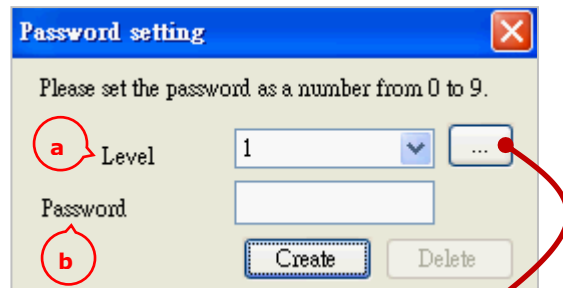 Password setting
Please set the password as a number from 0 to 9.
a
Level
1
...
Password
b
Create
Delete